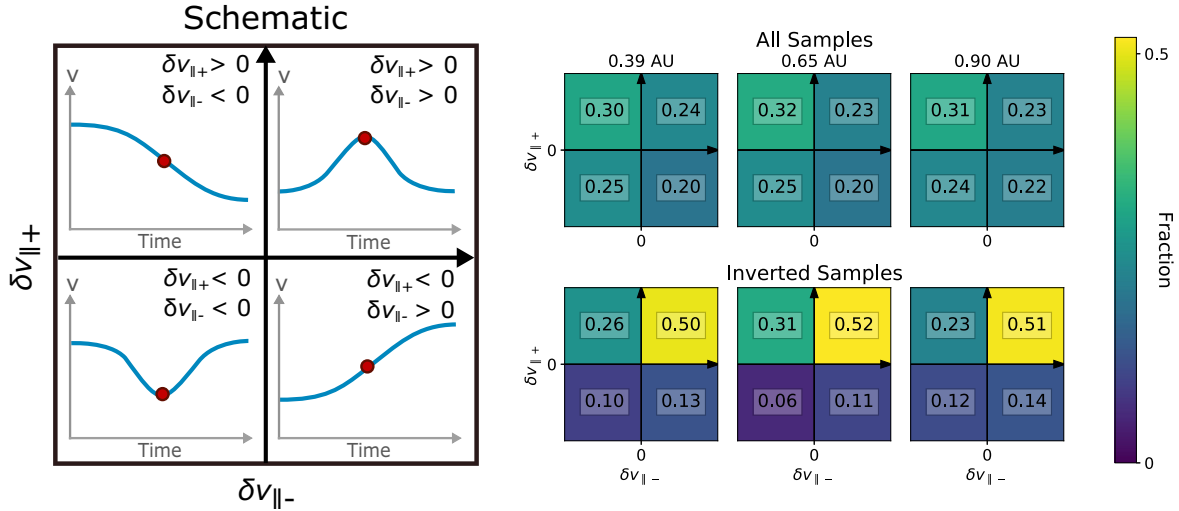 Schematic
δv∥+ > 0
δv∥- < 0
v
Time
δv∥+ > 0
δv∥- > 0
v
Time
δv∥+ < 0
δv∥- < 0
v
Time
δv∥+ < 0
δv∥- > 0
v
Time
δv∥+
δv∥-
All Samples
0.39 AU
0.65 AU
0.90 AU
0.30 0.24
0.25 0.20
0.32 0.23
0.25 0.20
0.31 0.23
0.24 0.22
δv∥+
0
0
0
0
Inverted Samples
0.26 0.50
0.10 0.13
0.31 0.52
0.06 0.11
0.23 0.51
0.12 0.14
δv∥+
0
0
0
0
δv∥−
δv∥−
δv∥−
0.5
0
Fraction